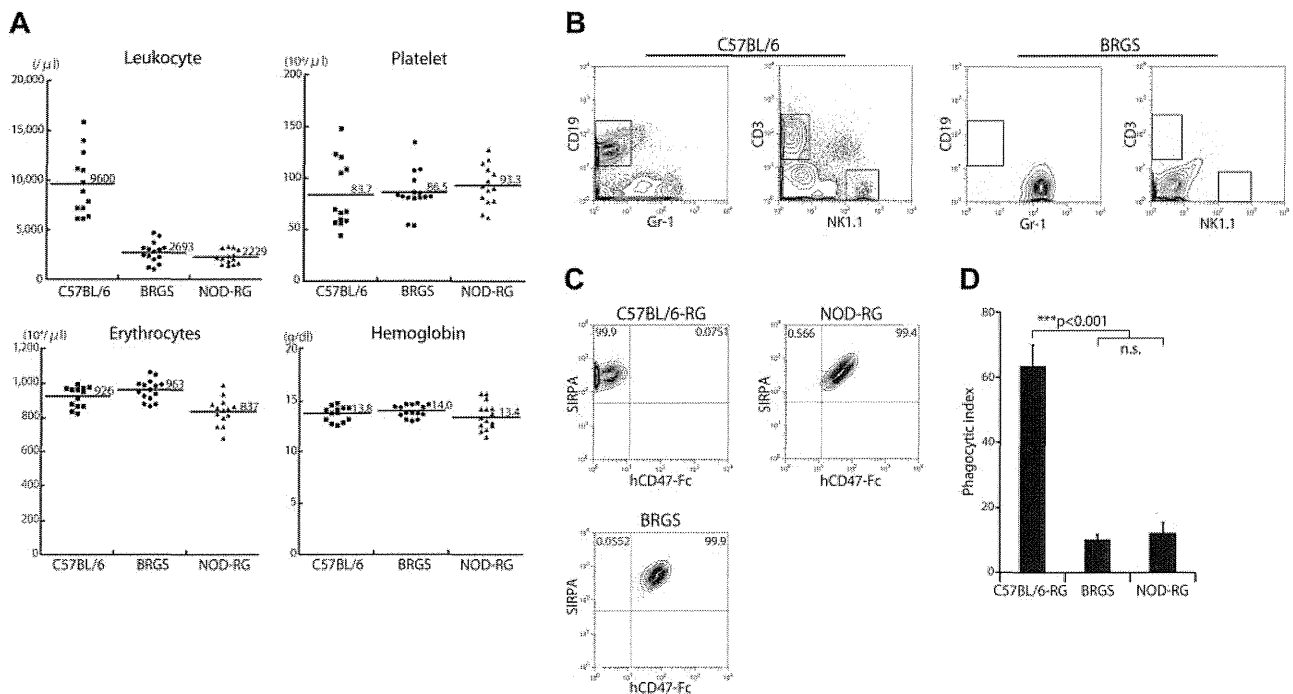 A
Leukocyte
(/μl)
20,000
15,000
10,000
5,000
0
9600
2693
2229
C57BL/6
BRGS
NOD-RG
Platelet
200
150
100
50
0
83.2
86.5
93.3
C57BL/6
BRGS
NOD-RG
Erythrocytes
1,200
1,000
800
600
400
200
0
926
963
837
C57BL/6
BRGS
NOD-RG
Hemoglobin
(g/dl)
20
15
10
5
0
13.8
14.0
13.4
C57BL/6
BRGS
NOD-RG
B
C57BL/6
BRGS
CD19
Gr-1
CD3
NK1.1
CD19
Gr-1
CD3
NK1.1
C
C57BL/6-RG
99.9
0.0751
SIRPA
hCD47-Fc
NOD-RG
0.566
99.4
SIRPA
hCD47-Fc
BRGS
0.0552
99.9
SIRPA
hCD47-Fc
D
80
60
40
20
0
Phagocytic index
***p<0.001
n.s.
C57BL/6-RG
BRGS
NOD-RG